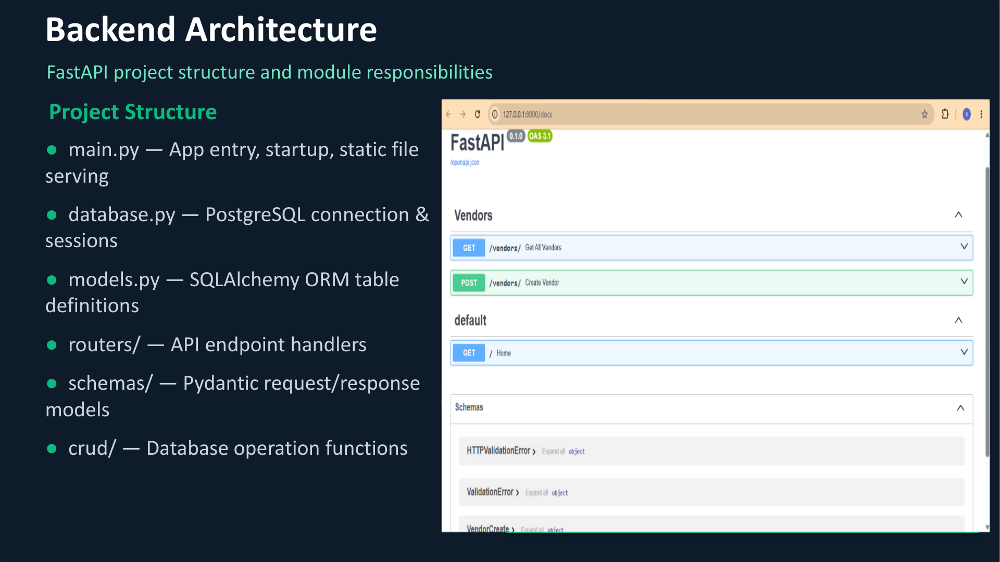 Backend Architecture
FastAPI project structure and module responsibilities
Project Structure
● main.py — App entry, startup, static file
serving
● database.py — PostgreSQL connection &
sessions
● models.py — SQLAlchemy ORM table
definitions
● routers/ — API endpoint handlers
● schemas/ — Pydantic request/response
models
● crud/ — Database operation functions
127.0.0.1:8000/docs
S
FastAPI 0.1.0 OAS 3.1
/openapi.json
Vendors
GET /vendors/ Get All Vendors
POST /vendors/ Create Vendor
default
GET / Home
Schemas
HTTPValidationError Expand all object
ValidationError Expand all object
VendorCreate Expand all object